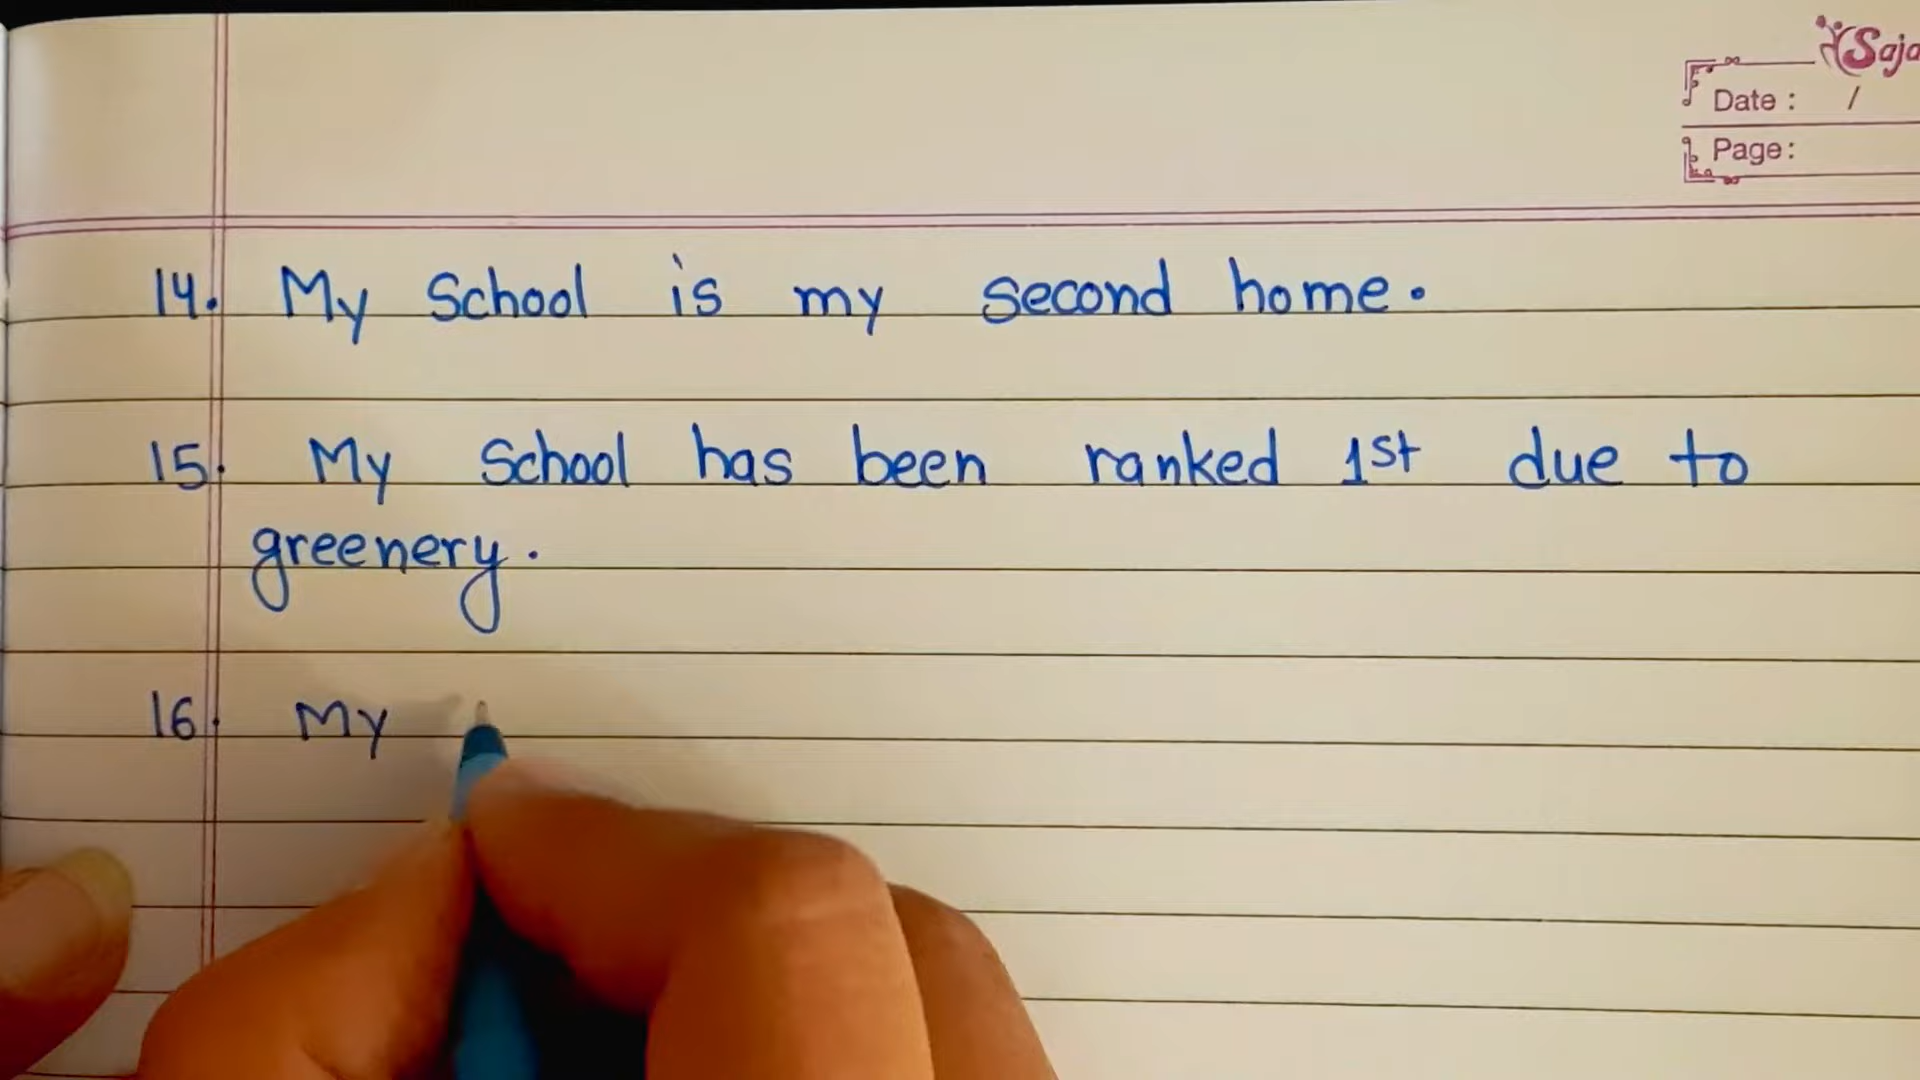 Saja
Date : /
Page:
14. My School is my second home.
15. My School has been ranked 1st due to
greenery.
16. My